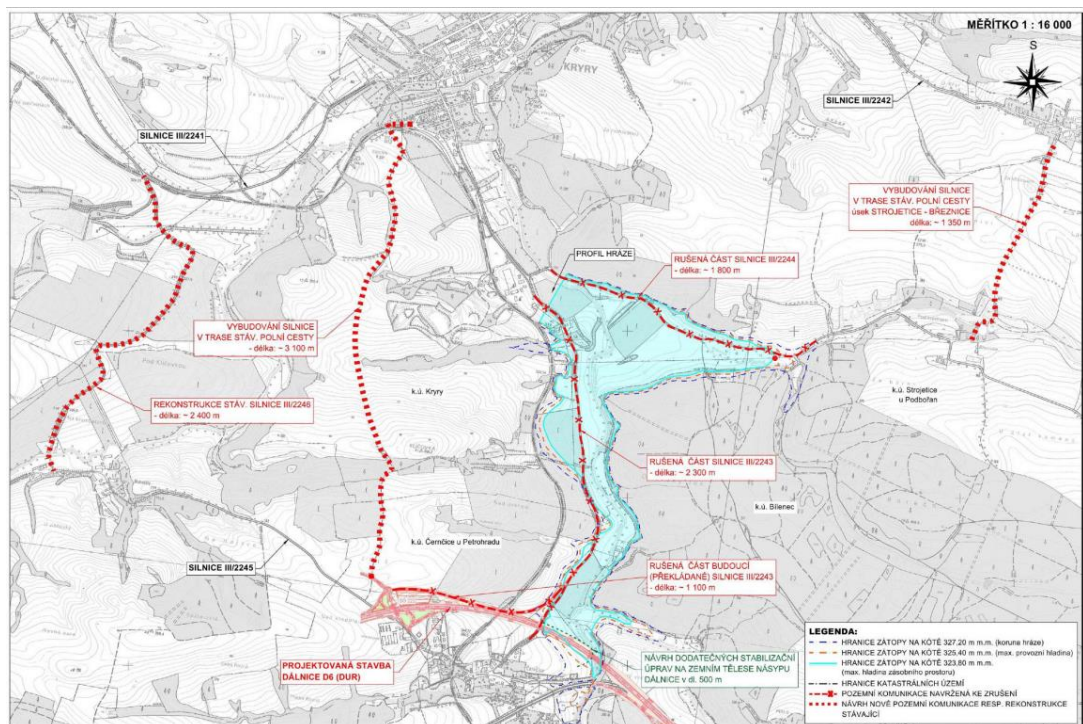 MĚŘÍTKO 1 : 16 000
S
KRYRY
SILNICE III/2242
SILNICE III/2241
VYBUDOVÁNÍ SILNICE
V TRASE STÁV. POLNÍ CESTY
úsek STROJETICE - BŘEZNICE
délka: ~ 1 350 m
PROFIL HRÁZE
RUŠENÁ ČÁST SILNICE III/2244
- délka: ~ 1 800 m
VYBUDOVÁNÍ SILNICE
V TRASE STÁV. POLNÍ CESTY
- délka: ~ 3 100 m
k.ú. Kryry
k.ú. Strojetice
u Podbořan
REKONSTRUKCE STÁV. SILNICE III/2246
- délka: ~ 2 400 m
RUŠENÁ ČÁST SILNICE III/2243
- délka: ~ 2 300 m
k.ú. Bílenec
k.ú. Černčice u Petrohradu
SILNICE III/2245
RUŠENÁ ČÁST BUDOUCÍ
(PŘEKLÁDANÉ) SILNICE III/2243
- délka: ~ 1 100 m
PROJEKTOVANÁ STAVBA
DÁLNICE D6 (DUR)
NÁVRH DODATEČNÝCH STABILIZAČNÍ
ÚPRAV NA ZEMNÍM TĚLESE NÁSYPU
DÁLNICE v dl. 500 m
LEGENDA:
HRANICE ZÁTOPY NA KÓTĚ 327,20 m m.m. (koruna hráze)
HRANICE ZÁTOPY NA KÓTĚ 325,40 m m.m. (max. provozní hladina)
HRANICE ZÁTOPY NA KÓTĚ 323,80 m m.m.
(max. hladina zásobního prostoru)
HRANICE KATASTRÁLNÍCH ÚZEMÍ
POZEMNÍ KOMUNIKACE NAVRŽENÁ KE ZRUŠENÍ
NÁVRH NOVÉ POZEMNÍ KOMUNIKACE RESP. REKONSTRUKCE
STÁVAJÍCÍ